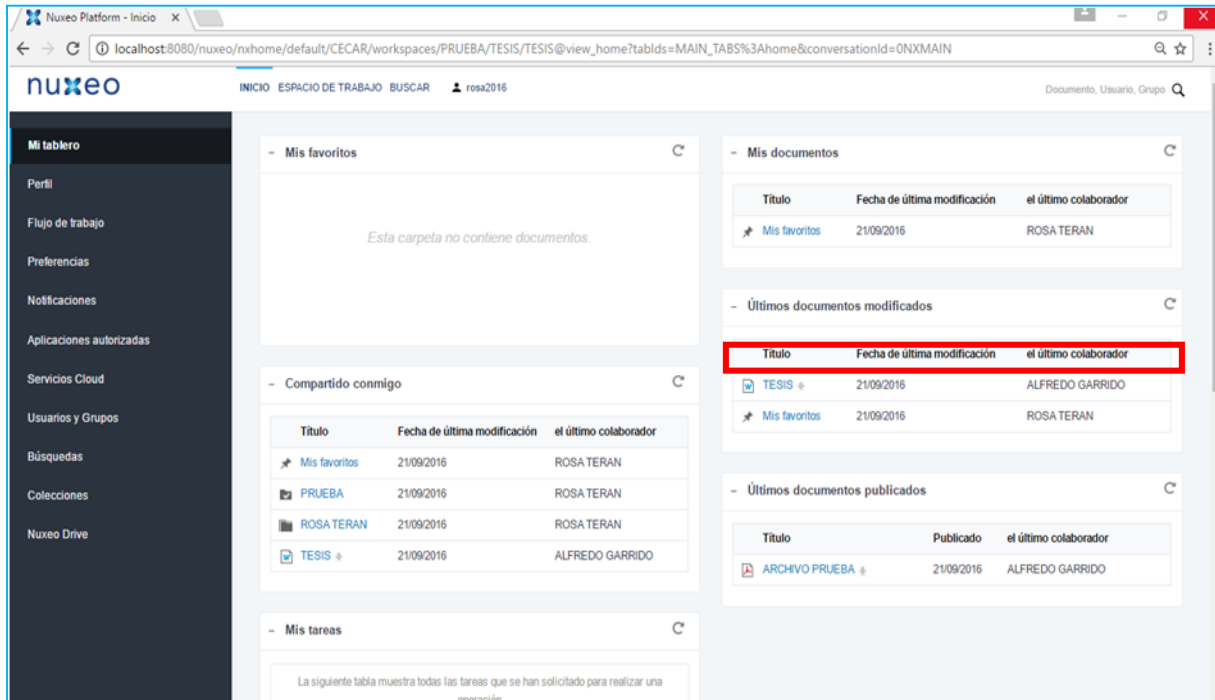 Nuxeo Platform - Inicio
localhost:8080/nuxeo/nxhome/default/CECAR/workspaces/PRUEBA/TESIS/TESIS@view_home?tabIds=MAIN_TABS%3Ahome&conversationId=0NXMAIN
nuxeo
INICIO ESPACIO DE TRABAJO BUSCAR rosa2016
Documento, Usuario, Grupo
Mi tablero
Perfil
Flujo de trabajo
Preferencias
Notificaciones
Aplicaciones autorizadas
Servicios Cloud
Usuarios y Grupos
Búsquedas
Colecciones
Nuxeo Drive
– Mis favoritos
Esta carpeta no contiene documentos.
– Compartido conmigo
Título Fecha de última modificación el último colaborador
Mis favoritos 21/09/2016 ROSA TERAN
PRUEBA 21/09/2016 ROSA TERAN
ROSA TERAN 21/09/2016 ROSA TERAN
TESIS 21/09/2016 ALFREDO GARRIDO
– Mis tareas
La siguiente tabla muestra todas las tareas que se han solicitado para realizar una
operación
– Mis documentos
Título Fecha de última modificación el último colaborador
Mis favoritos 21/09/2016 ROSA TERAN
– Últimos documentos modificados
Título Fecha de última modificación el último colaborador
TESIS 21/09/2016 ALFREDO GARRIDO
Mis favoritos 21/09/2016 ROSA TERAN
– Últimos documentos publicados
Título Publicado el último colaborador
ARCHIVO PRUEBA 21/09/2016 ALFREDO GARRIDO